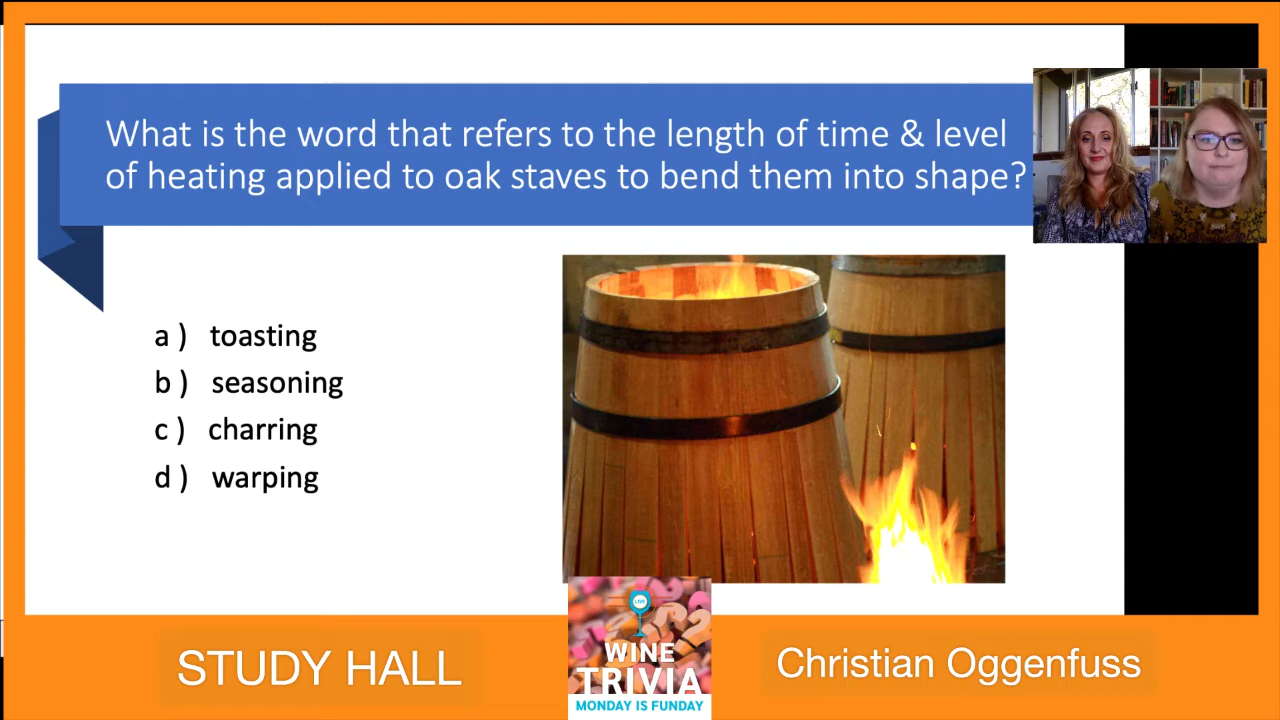 What is the word that refers to the length of time & level
of heating applied to oak staves to bend them into shape?
a ) toasting
b ) seasoning
c ) charring
d ) warping
STUDY HALL
LIVE
WINE
TRIVIA
MONDAY IS FUNDAY
Christian Oggenfuss